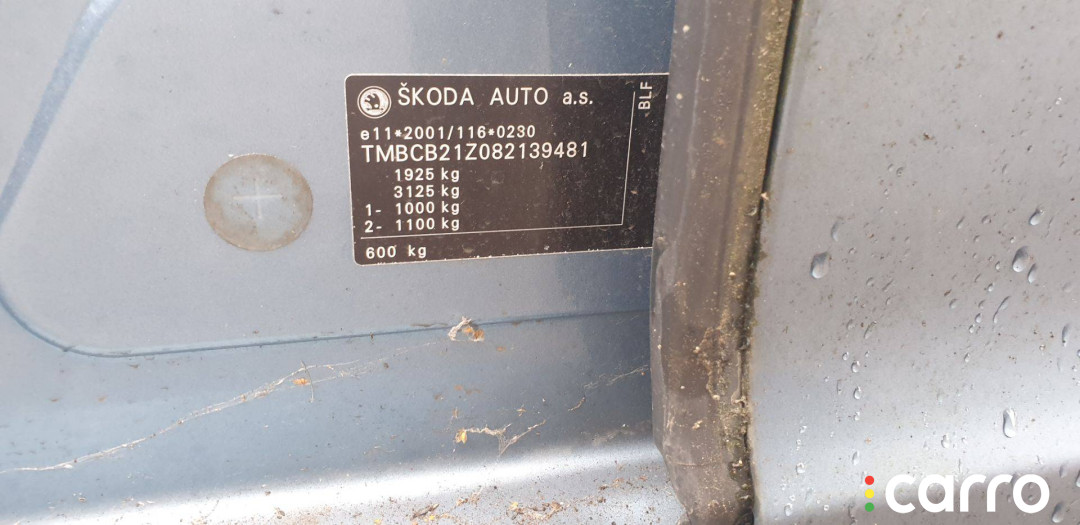 ŠKODA AUTO a.s.
BLF
e11*2001/116*0230
TMBCB21Z082139481
1925 kg
3125 kg
1- 1000 kg
2- 1100 kg
600 kg
carro